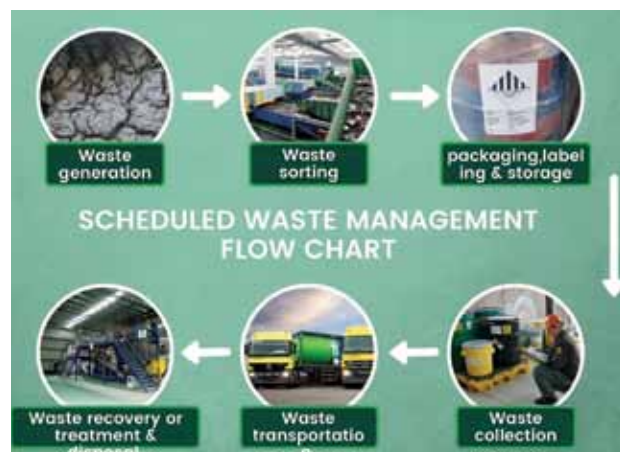 Waste
generation
Waste
sorting
packaging,label
ing & storage
SCHEDULED WASTE MANAGEMENT
FLOW CHART
Waste recovery or
treatment &
disposal
Waste
transportatio
n
Waste
collection